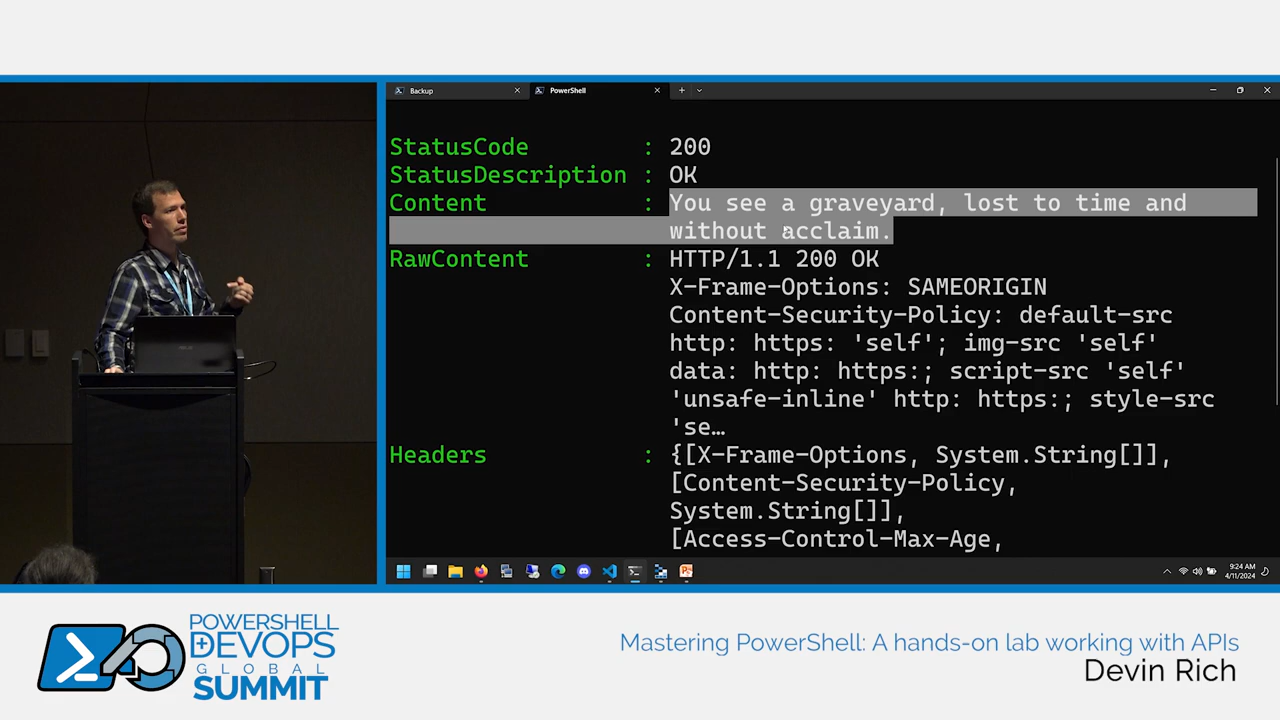 Backup
PowerShell
StatusCode : 200
StatusDescription : OK
Content : You see a graveyard, lost to time and
without acclaim.
RawContent : HTTP/1.1 200 OK
X-Frame-Options: SAMEORIGIN
Content-Security-Policy: default-src
http: https: 'self'; img-src 'self'
data: http: https:; script-src 'self'
'unsafe-inline' http: https:; style-src
'se…
Headers : {[X-Frame-Options, System.String[]],
[Content-Security-Policy,
System.String[]],
[Access-Control-Max-Age,
9:24 AM
4/11/2024
POWERSHELL
DEVOPS
GLOBAL
SUMMIT
Mastering PowerShell: A hands-on lab working with APIs
Devin Rich